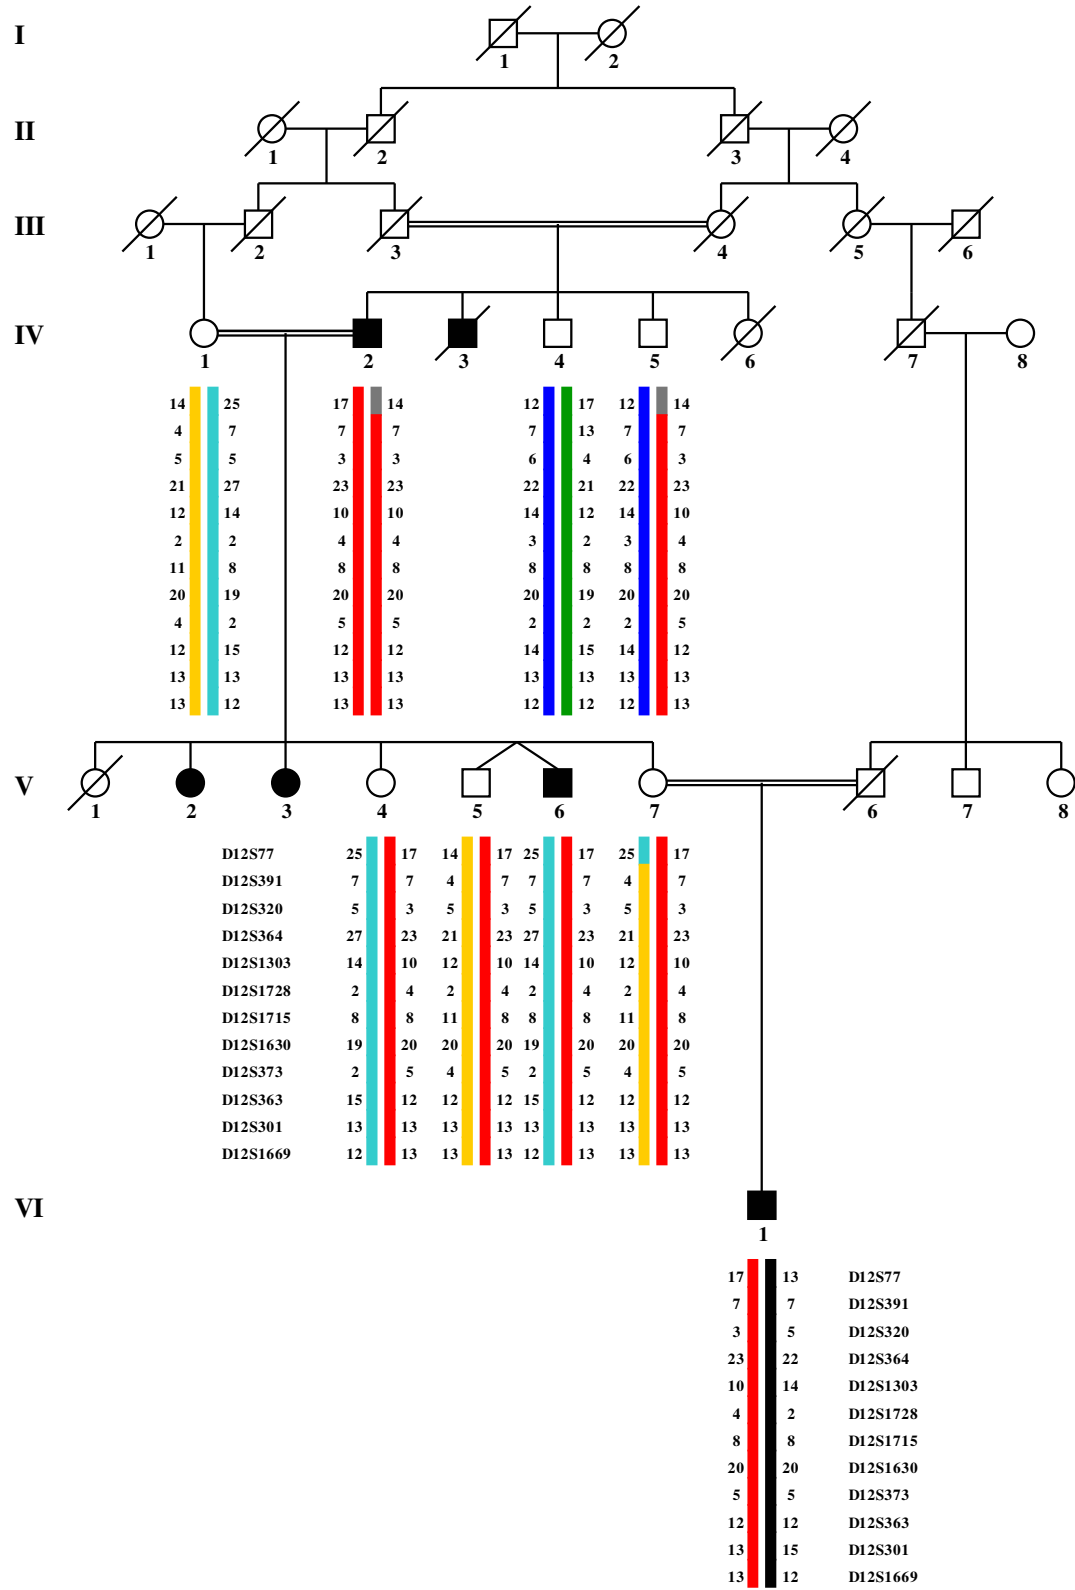 I
1 2
II
1 2 3 4
III
1 2 3 4 5 6
IV
1 2 3 4 5 6 7 8
14 25 17 14 12 17 12 14
4 7 7 7 7 13 7 7
5 5 3 3 6 4 6 3
21 27 23 23 22 21 22 23
12 14 10 10 14 12 14 10
2 2 4 4 3 2 3 4
11 8 8 8 8 8 8 8
20 19 20 20 20 19 20 20
4 2 5 5 2 2 2 5
12 15 12 12 14 15 14 12
13 13 13 13 13 13 13 13
13 12 13 13 12 12 12 13
V
1 2 3 4 5 6 7 6 7 8
D12S77 25 17 14 17 25 17 25 17
D12S391 7 7 4 7 7 7 4 7
D12S320 5 3 5 3 5 3 5 3
D12S364 27 23 21 23 27 23 21 23
D12S1303 14 10 12 10 14 10 12 10
D12S1728 2 4 2 4 2 4 2 4
D12S1715 8 8 11 8 8 8 11 8
D12S1630 19 20 20 20 19 20 20 20
D12S373 2 5 4 5 2 5 4 5
D12S363 15 12 12 12 15 12 12 12
D12S301 13 13 13 13 13 13 13 13
D12S1669 12 13 13 13 12 13 13 13
VI
1
17 13 D12S77
7 7 D12S391
3 5 D12S320
23 22 D12S364
10 14 D12S1303
4 2 D12S1728
8 8 D12S1715
20 20 D12S1630
5 5 D12S373
12 12 D12S363
13 15 D12S301
13 12 D12S1669